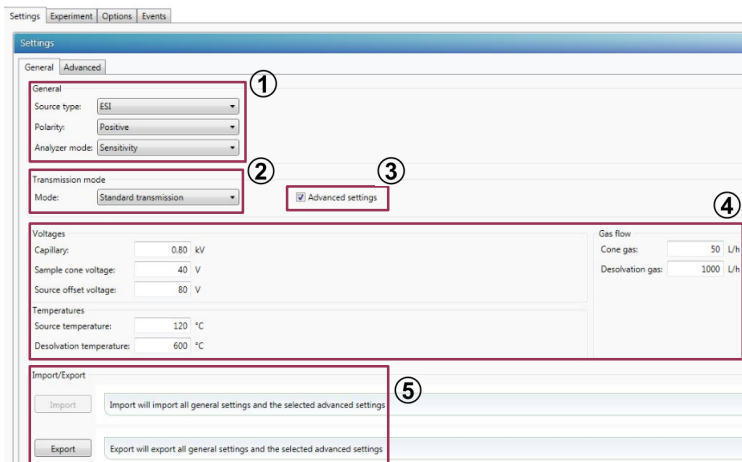 Settings Experiment Options Events
Settings
General Advanced
General
①
Source type: ESI
Polarity: Positive
Analyzer mode: Sensitivity
Transmission mode
②
③
Mode: Standard transmission
Advanced settings
④
Voltages
Gas flow
Capillary: 0.80 kV
Cone gas: 50 L/h
Sample cone voltage: 40 V
Desolvation gas: 1000 L/h
Source offset voltage: 80 V
Temperatures
Source temperature: 120 °C
Desolvation temperature: 600 °C
Import/Export
⑤
Import Import will import all general settings and the selected advanced settings
Export Export will export all general settings and the selected advanced settings